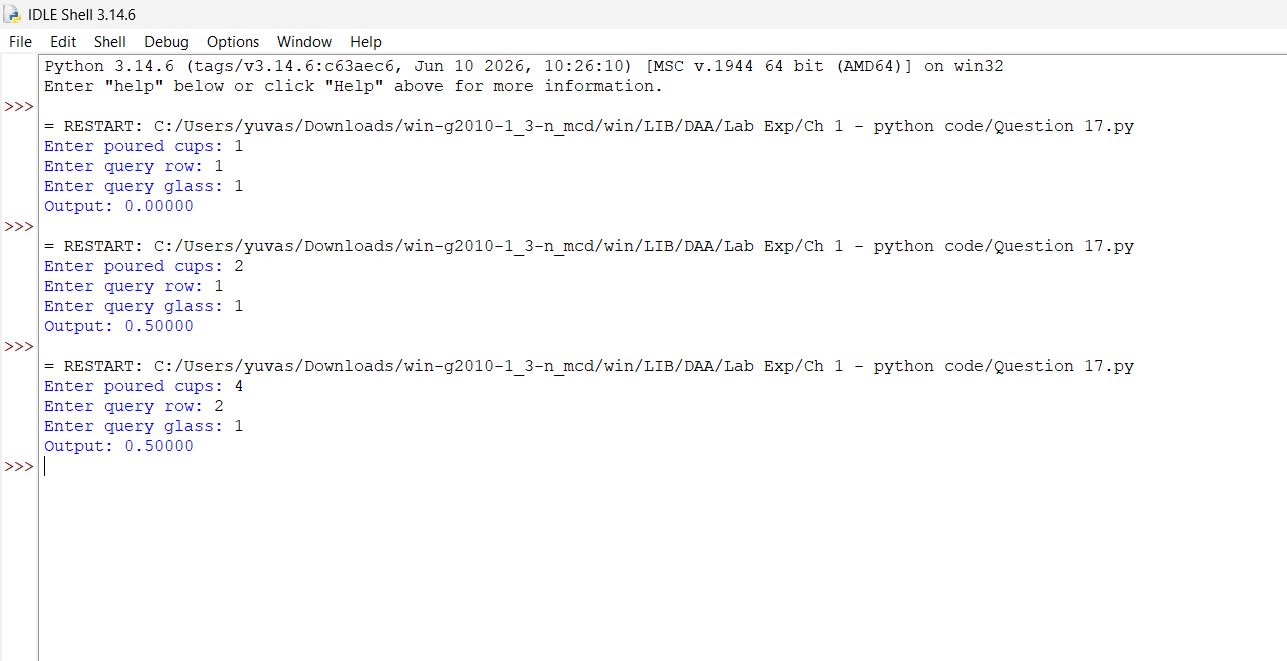 IDLE Shell 3.14.6
File Edit Shell Debug Options Window Help
Python 3.14.6 (tags/v3.14.6:c63aec6, Jun 10 2026, 10:26:10) [MSC v.1944 64 bit (AMD64)] on win32
Enter "help" below or click "Help" above for more information.
>>>
= RESTART: C:/Users/yuvas/Downloads/win-g2010-1_3-n_mcd/win/LIB/DAA/Lab Exp/Ch 1 - python code/Question 17.py
Enter poured cups: 1
Enter query row: 1
Enter query glass: 1
Output: 0.00000
>>>
= RESTART: C:/Users/yuvas/Downloads/win-g2010-1_3-n_mcd/win/LIB/DAA/Lab Exp/Ch 1 - python code/Question 17.py
Enter poured cups: 2
Enter query row: 1
Enter query glass: 1
Output: 0.50000
>>>
= RESTART: C:/Users/yuvas/Downloads/win-g2010-1_3-n_mcd/win/LIB/DAA/Lab Exp/Ch 1 - python code/Question 17.py
Enter poured cups: 4
Enter query row: 2
Enter query glass: 1
Output: 0.50000
>>>